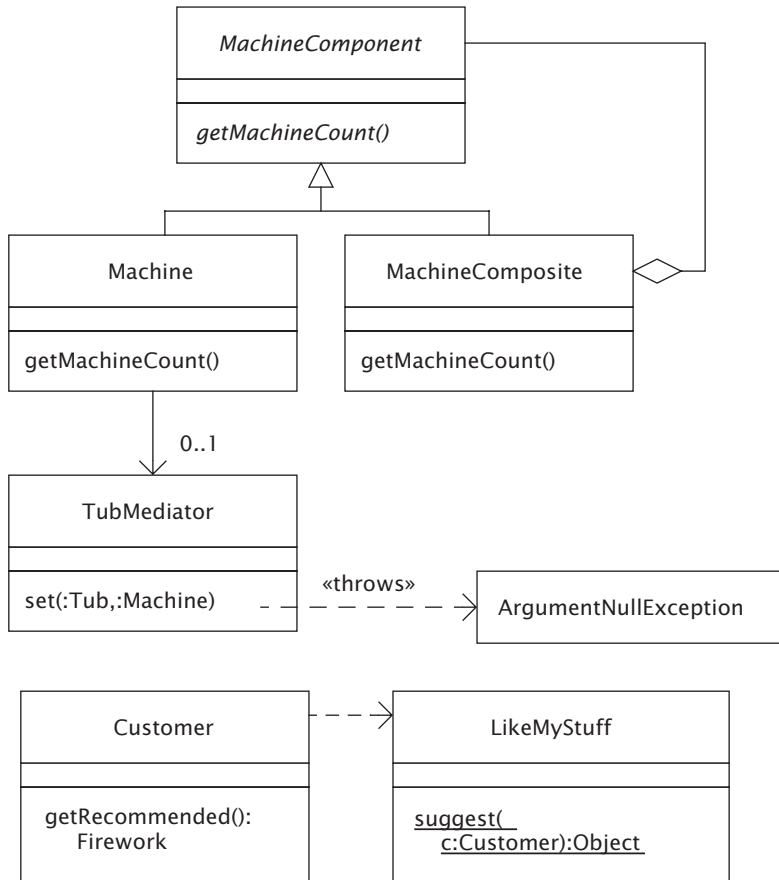 MachineComponent
getMachineCount()
Machine
MachineComposite
getMachineCount()
getMachineCount()
0..1
TubMediator
set(:Tub,:Machine)
«throws»
ArgumentNullException
Customer
LikeMyStuff
getRecommended():
Firework
suggest(
c:Customer):Object